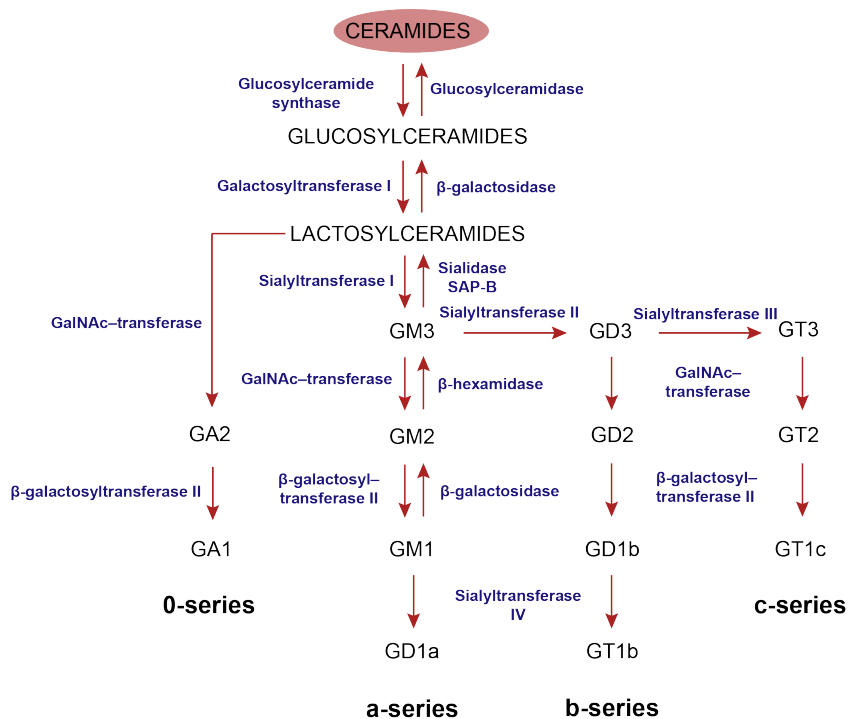 CERAMIDES
Glucosylceramide
synthase
Glucosylceramidase
GLUCOSYLCERAMIDES
Galactosyltransferase I
β-galactosidase
LACTOSYLCERAMIDES
Sialyltransferase I
Sialidase
SAP-B
GalNAc–transferase
Sialyltransferase II
Sialyltransferase III
GM3
GD3
GT3
GalNAc–transferase
β-hexamidase
GalNAc–
transferase
GA2
GM2
GD2
GT2
β-galactosyltransferase II
β-galactosyl–
transferase II
β-galactosidase
β-galactosyl–
transferase II
GA1
GM1
GD1b
GT1c
0-series
Sialyltransferase
IV
c-series
GD1a
GT1b
a-series
b-series